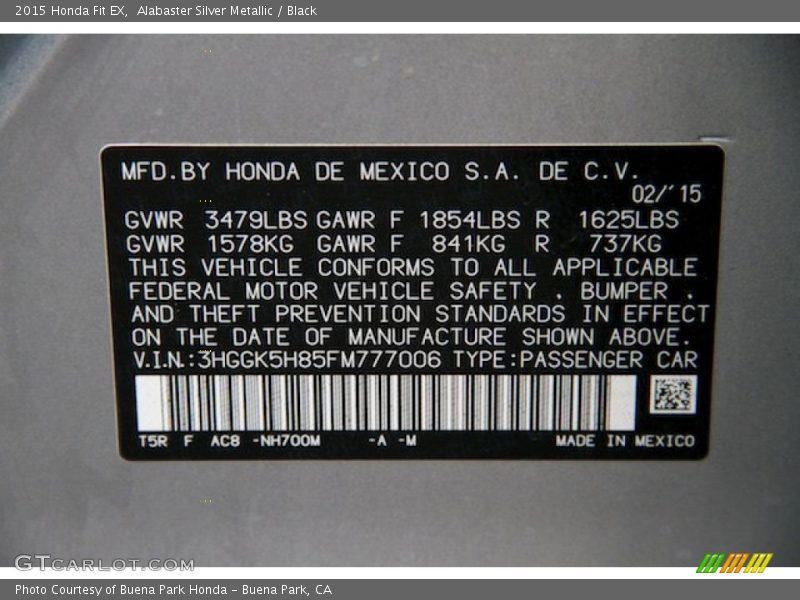 2015 Honda Fit EX, Alabaster Silver Metallic / Black
MFD.BY HONDA DE MEXICO S.A. DE C.V.
02/'15
GVWR 3479LBS GAWR F 1854LBS R 1625LBS
GVWR 1578KG GAWR F 841KG R 737KG
THIS VEHICLE CONFORMS TO ALL APPLICABLE
FEDERAL MOTOR VEHICLE SAFETY , BUMPER ,
AND THEFT PREVENTION STANDARDS IN EFFECT
ON THE DATE OF MANUFACTURE SHOWN ABOVE.
V.I.N.:3HGGK5H85FM777006 TYPE:PASSENGER CAR
T5R F AC8 -NH700M -A -M MADE IN MEXICO
GTCARLOT.COM
Photo Courtesy of Buena Park Honda - Buena Park, CA